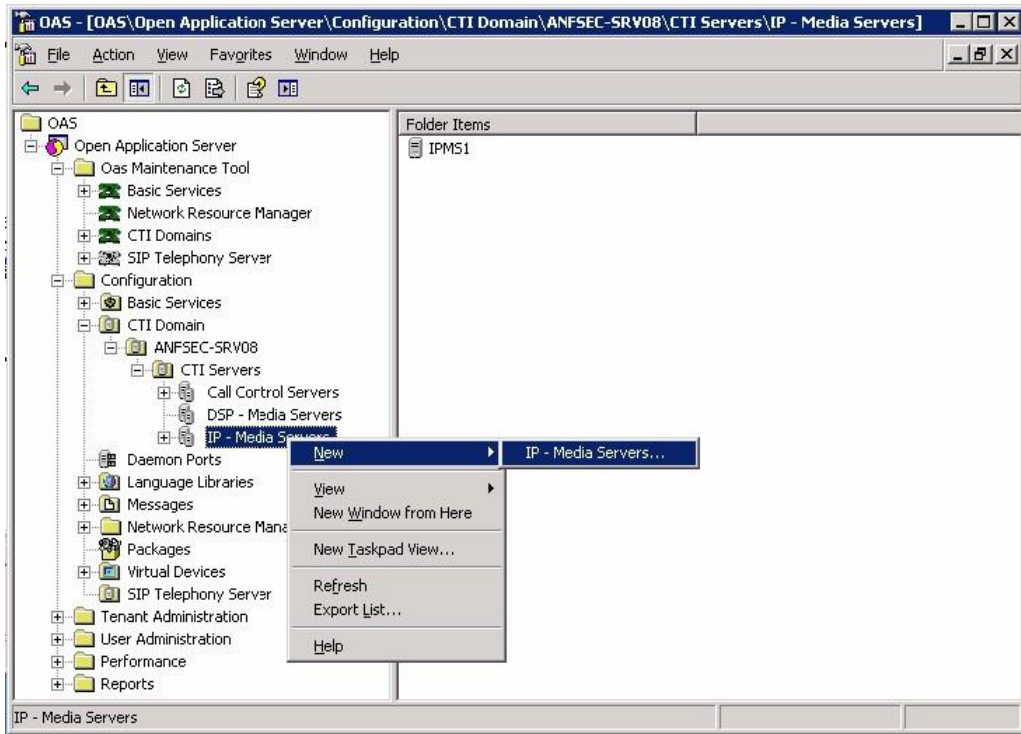 OAS - [OAS\Open Application Server\Configuration\CTI Domain\ANFSEC-SRV08\CTI Servers\IP - Media Servers]
File Action View Favorites Window Help
OAS
Open Application Server
Oas Maintenance Tool
Basic Services
Network Resource Manager
CTI Domains
SIP Telephony Server
Configuration
Basic Services
CTI Domain
ANFSEC-SRV08
CTI Servers
Call Control Servers
DSP - Media Servers
IP - Media Servers
Daemon Ports
Language Libraries
Messages
Network Resource Mana
Packages
Virtual Devices
SIP Telephony Server
Tenant Administration
User Administration
Performance
Reports
Folder Items
IPMS1
New
IP - Media Servers...
View
New Window from Here
New Taskpad View...
Refresh
Export List...
Help
IP - Media Servers